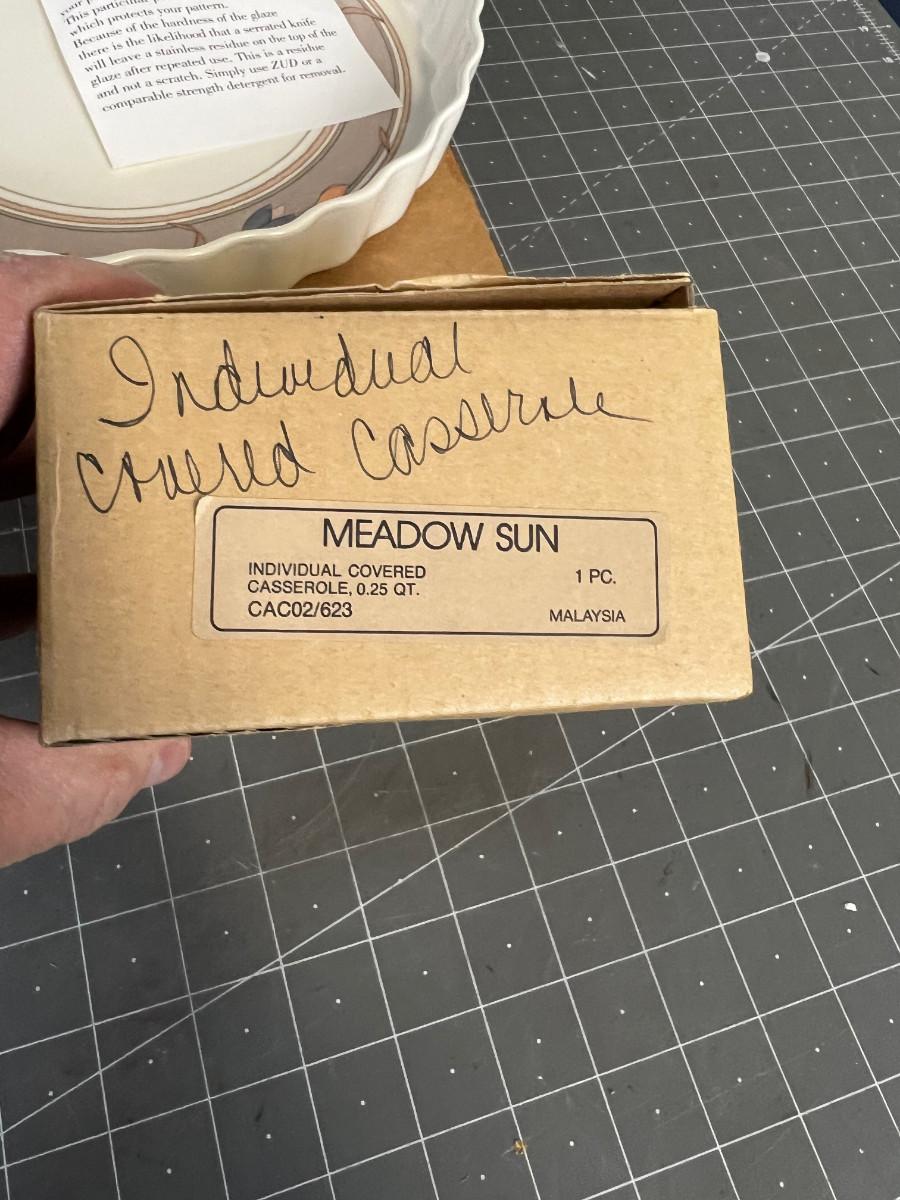 This particular
which protects your pattern.
Because of the hardness of the glaze
there is the likelihood that a serrated knife
will leave a stainless residue on the top of the
glaze after repeated use. This is a residue
and not a scratch. Simply use ZUD or a
comparable strength detergent for removal.
Individual
covered Casserole
MEADOW SUN
INDIVIDUAL COVERED
CASSEROLE, 0.25 QT.
1 PC.
CAC02/623
MALAYSIA